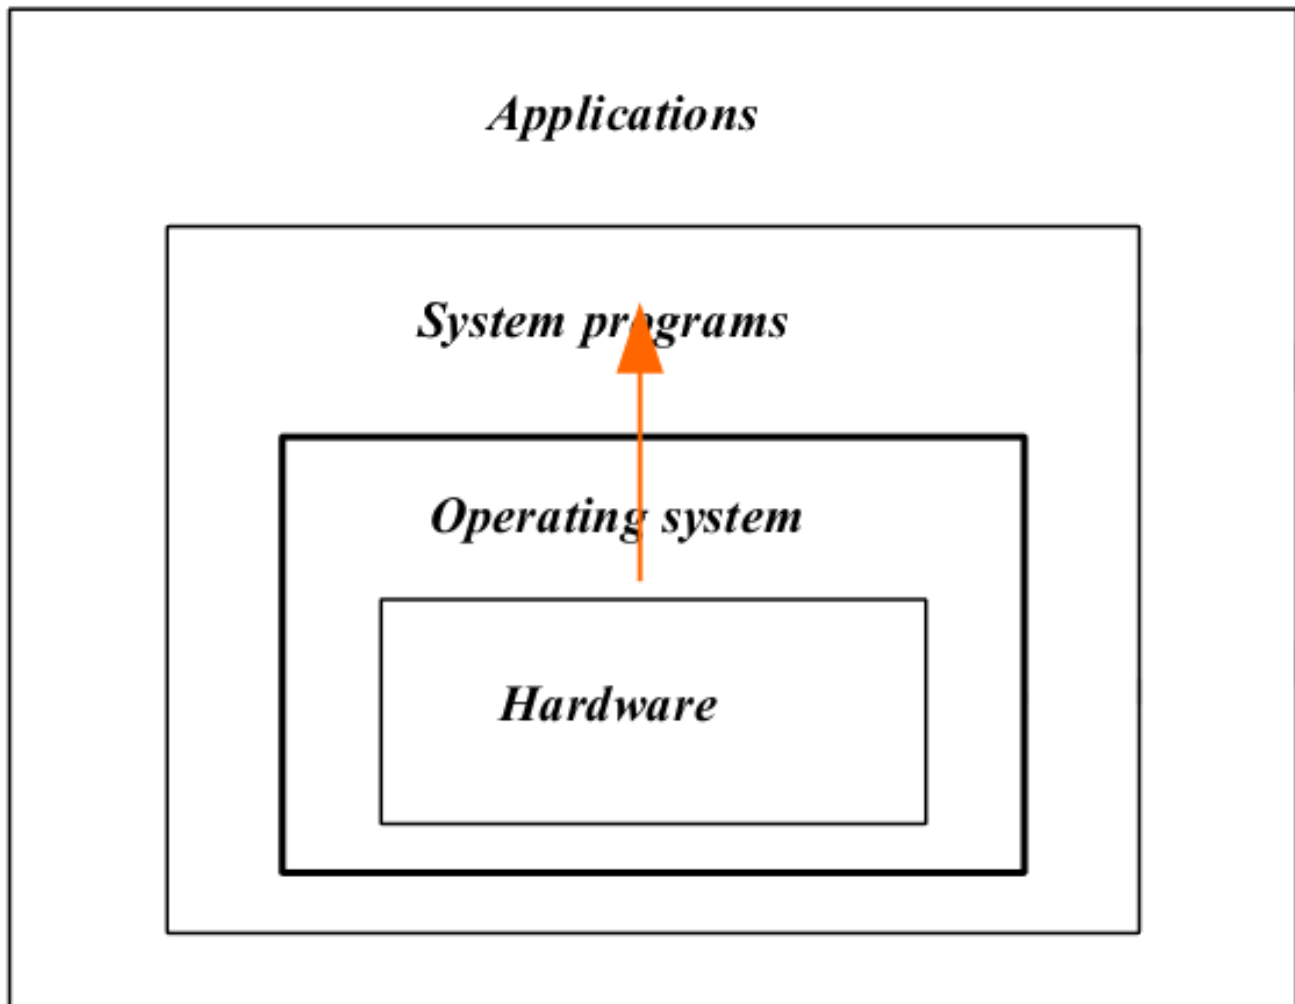 Applications
System programs
Operating system
Hardware